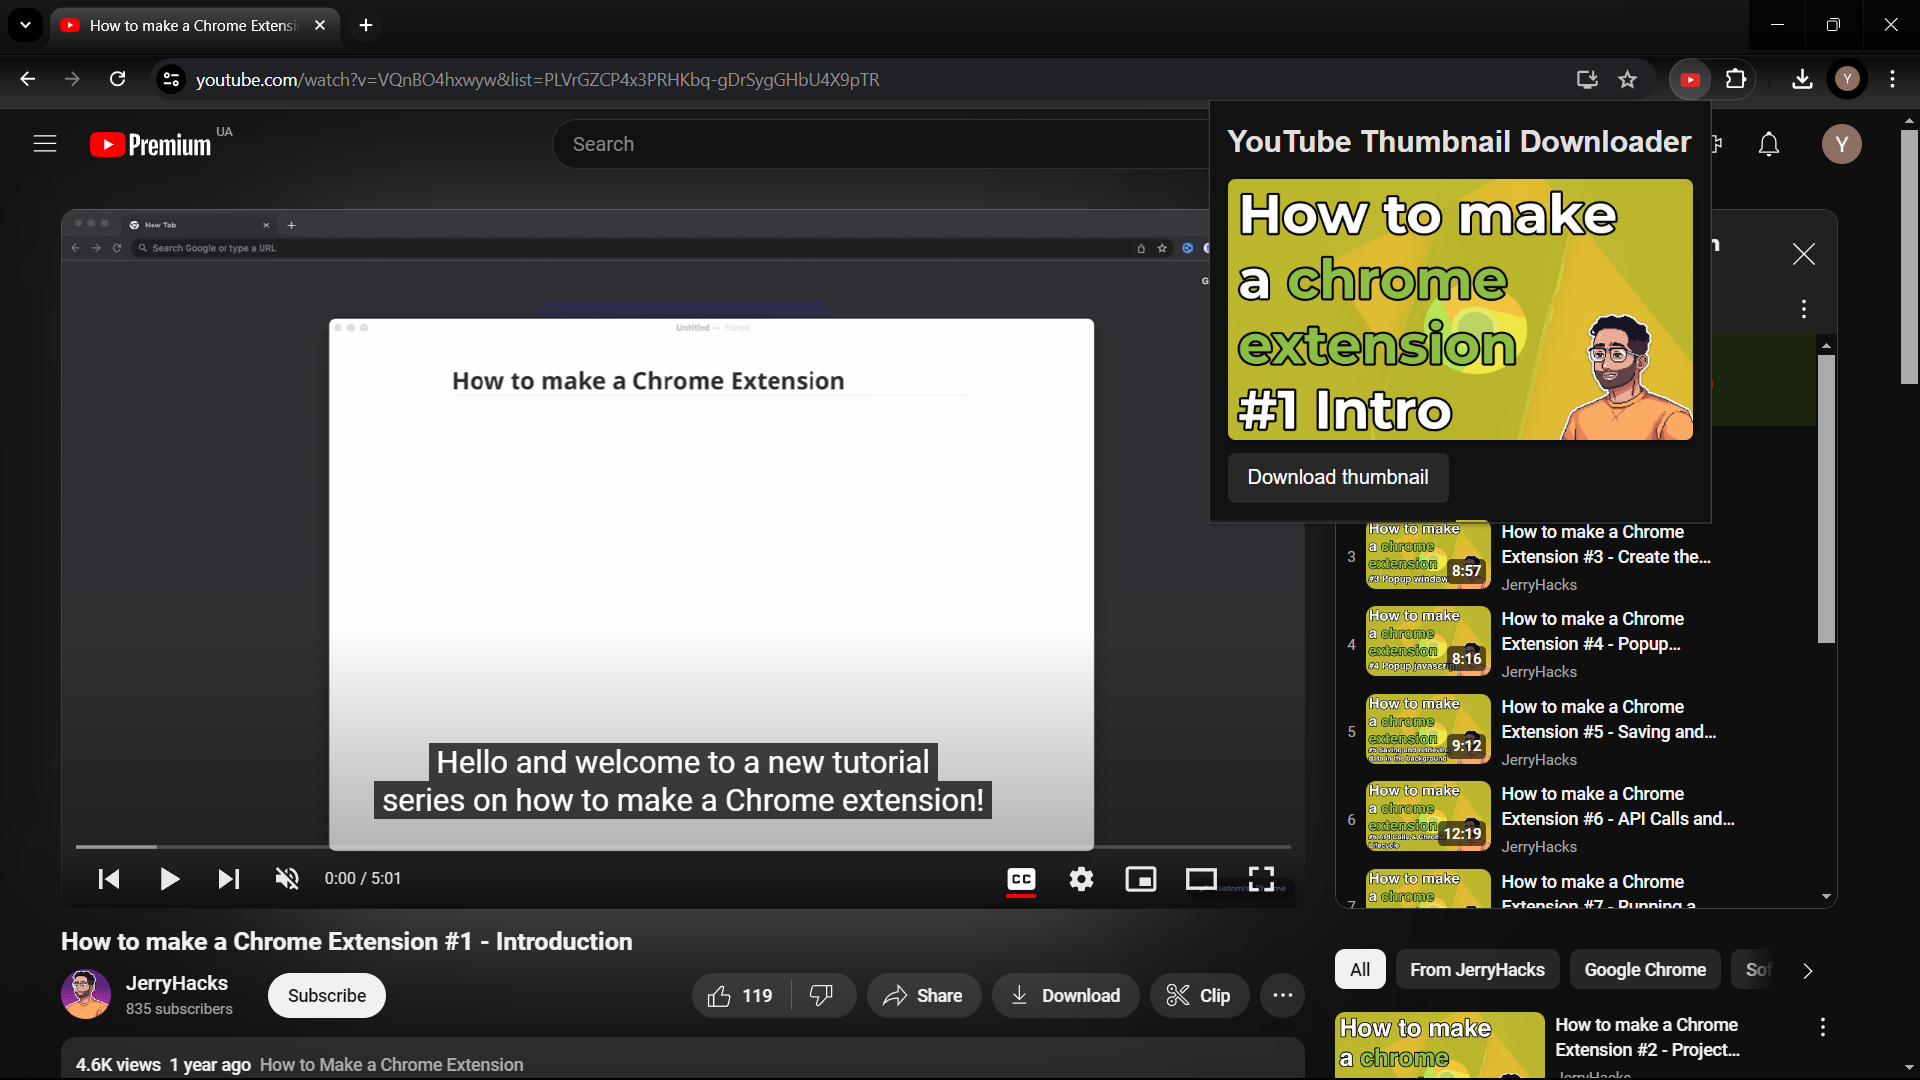 How to make a Chrome Extensi
youtube.com/watch?v=VQnBO4hxwyw&list=PLVrGZCP4x3PRHKbq-gDrSygGHbU4X9pTR
Y
Premium UA
Search
Y
YouTube Thumbnail Downloader
How to make
a chrome
extension
#1 Intro
Download thumbnail
New Tab
Search Google or type a URL
G
n
Untitled — Edited
How to make a Chrome Extension
Hello and welcome to a new tutorial
series on how to make a Chrome extension!
0:00 / 5:01
CC
Customize Chrome
3
How to make
a chrome
extension
#3 Popup window
8:57
How to make a Chrome
Extension #3 - Create the...
JerryHacks
4
How to make
a chrome
extension
#4 Popup javascrip
8:16
How to make a Chrome
Extension #4 - Popup...
JerryHacks
5
How to make
a chrome
extension
#5 Saving and retrieving
data in the background
9:12
How to make a Chrome
Extension #5 - Saving and...
JerryHacks
6
How to make
a chrome
extension
#6 API Calls & Chrom
Lifecycle
12:19
How to make a Chrome
Extension #6 - API Calls and...
JerryHacks
7
How to make
a chrome
How to make a Chrome
Extension #7 - Running a
How to make a Chrome Extension #1 - Introduction
JerryHacks
835 subscribers
Subscribe
119
Share
Download
Clip
4.6K views 1 year ago How to Make a Chrome Extension
All
From JerryHacks
Google Chrome
Sof
How to make
a chrome
How to make a Chrome
Extension #2 - Project...
JerryHacks